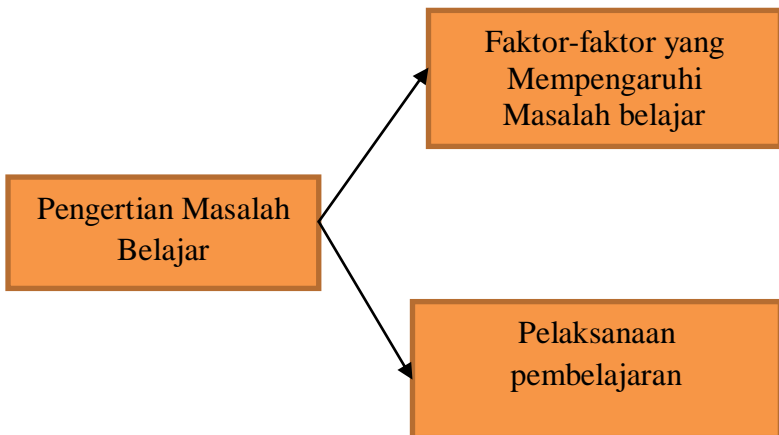 Faktor-faktor yang
Mempengaruhi
Masalah belajar
Pengertian Masalah
Belajar
Pelaksanaan
pembelajaran